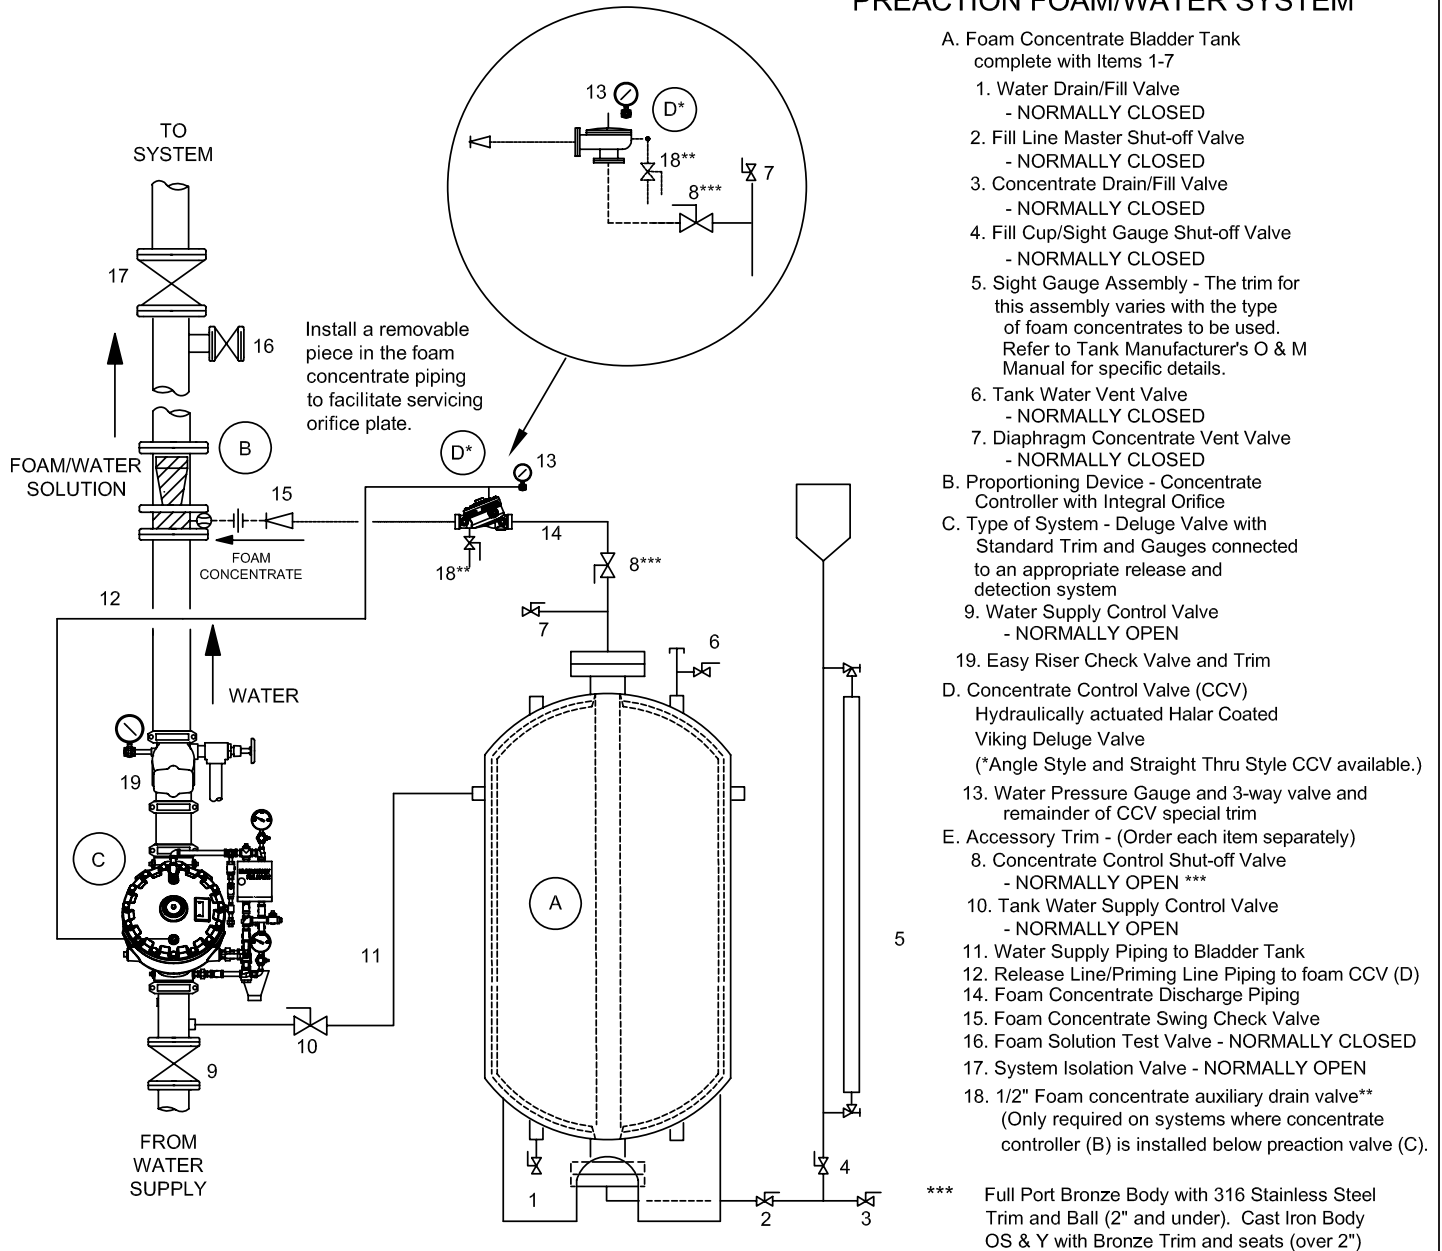 PREACTION FOAM/WATER SYSTEM
A. Foam Concentrate Bladder Tank
complete with Items 1-7
1. Water Drain/Fill Valve
- NORMALLY CLOSED
2. Fill Line Master Shut-off Valve
- NORMALLY CLOSED
3. Concentrate Drain/Fill Valve
- NORMALLY CLOSED
4. Fill Cup/Sight Gauge Shut-off Valve
- NORMALLY CLOSED
5. Sight Gauge Assembly - The trim for
this assembly varies with the type
of foam concentrates to be used.
Refer to Tank Manufacturer's O & M
Manual for specific details.
6. Tank Water Vent Valve
- NORMALLY CLOSED
7. Diaphragm Concentrate Vent Valve
- NORMALLY CLOSED
B. Proportioning Device - Concentrate
Controller with Integral Orifice
C. Type of System - Deluge Valve with
Standard Trim and Gauges connected
to an appropriate release and
detection system
9. Water Supply Control Valve
- NORMALLY OPEN
19. Easy Riser Check Valve and Trim
D. Concentrate Control Valve (CCV)
Hydraulically actuated Halar Coated
Viking Deluge Valve
(*Angle Style and Straight Thru Style CCV available.)
13. Water Pressure Gauge and 3-way valve and
remainder of CCV special trim
E. Accessory Trim - (Order each item separately)
8. Concentrate Control Shut-off Valve
- NORMALLY OPEN ***
10. Tank Water Supply Control Valve
- NORMALLY OPEN
11. Water Supply Piping to Bladder Tank
12. Release Line/Priming Line Piping to foam CCV (D)
14. Foam Concentrate Discharge Piping
15. Foam Concentrate Swing Check Valve
16. Foam Solution Test Valve - NORMALLY CLOSED
17. System Isolation Valve - NORMALLY OPEN
18. 1/2" Foam concentrate auxiliary drain valve**
(Only required on systems where concentrate
controller (B) is installed below preaction valve (C).
*** Full Port Bronze Body with 316 Stainless Steel
Trim and Ball (2" and under). Cast Iron Body
OS & Y with Bronze Trim and seats (over 2")
TO
SYSTEM
17
16
Install a removable
piece in the foam
concentrate piping
to facilitate servicing
orifice plate.
13
D*
18**
8***
7
B
FOAM/WATER
SOLUTION
15
D*
13
14
FOAM
CONCENTRATE
18**
8***
12
7
6
WATER
19
C
A
5
11
10
9
FROM
WATER
SUPPLY
1
4
2
3